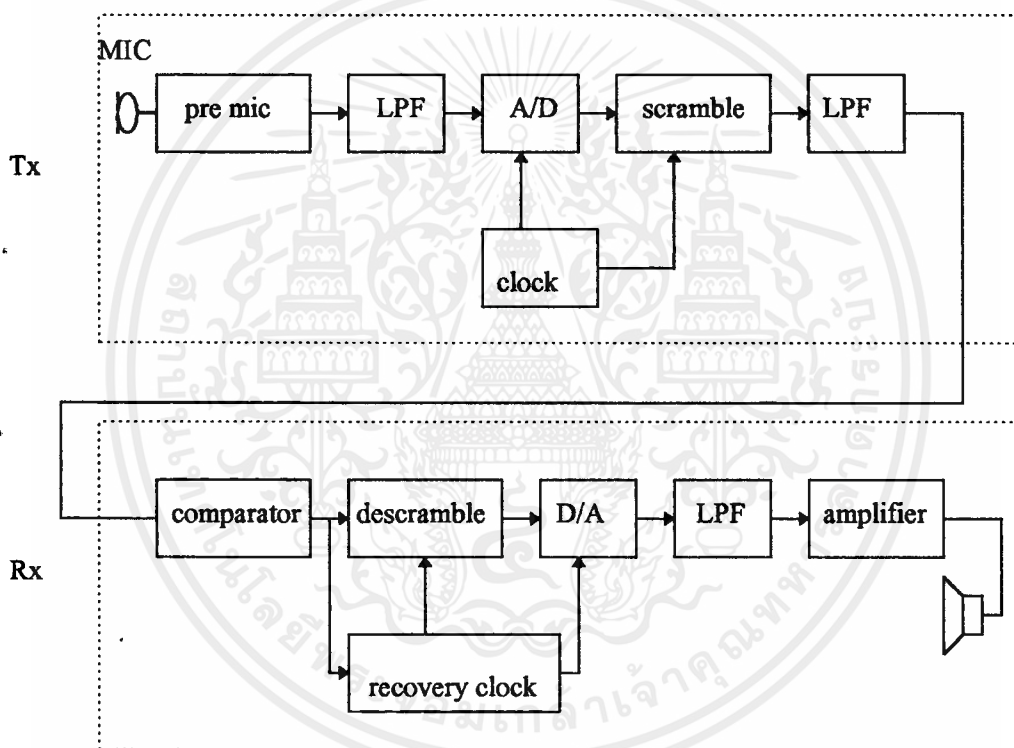 MIC
pre mic
LPF
A/D
scramble
LPF
Tx
clock
comparator
descramble
D/A
LPF
amplifier
Rx
recovery clock